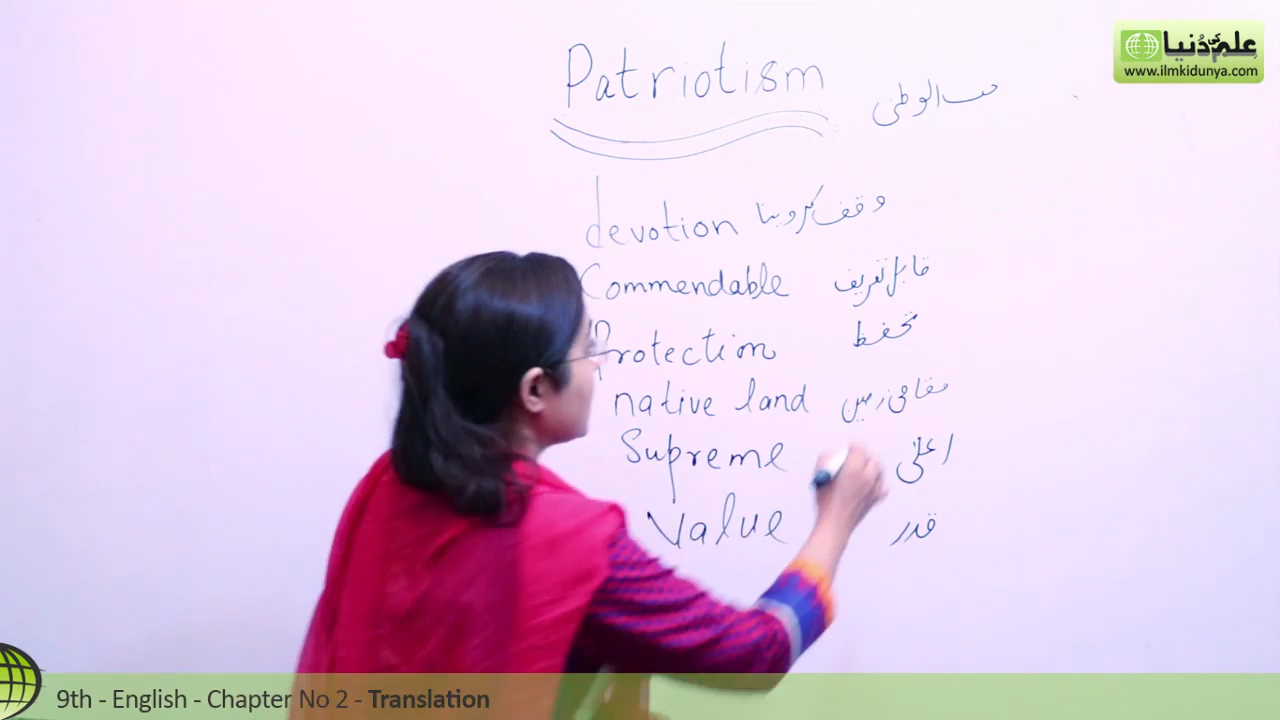 علم کی دُنیا
www.ilmkidunya.com
Patriotism حب الوطنی
devotion وقف کر دینا
Commendable قابل تعریف
Protection تحفظ
native land مقامی زمین
Supreme اعلیٰ
Value قدر
9th - English - Chapter No 2 - Translation